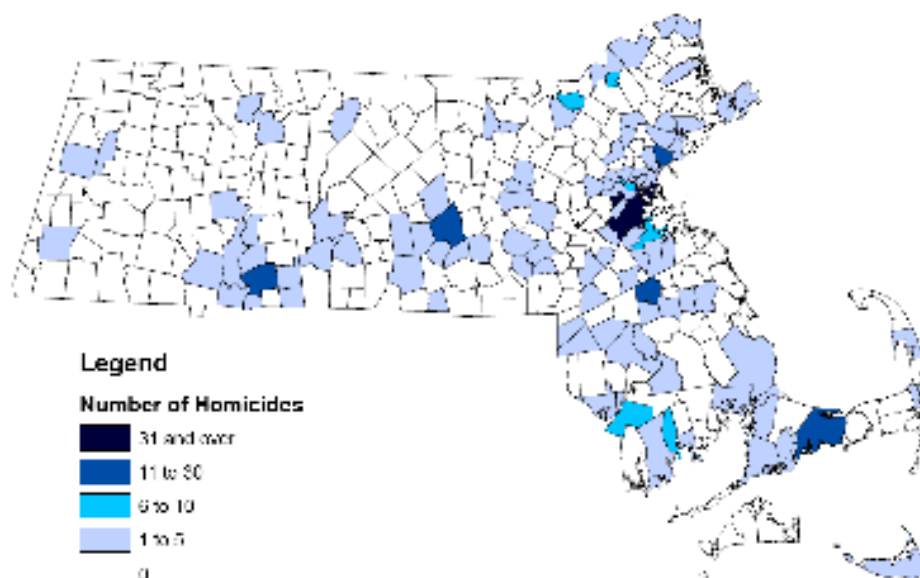 Legend
Number of Homicides
31 and over
11 to 30
6 to 10
1 to 5
0